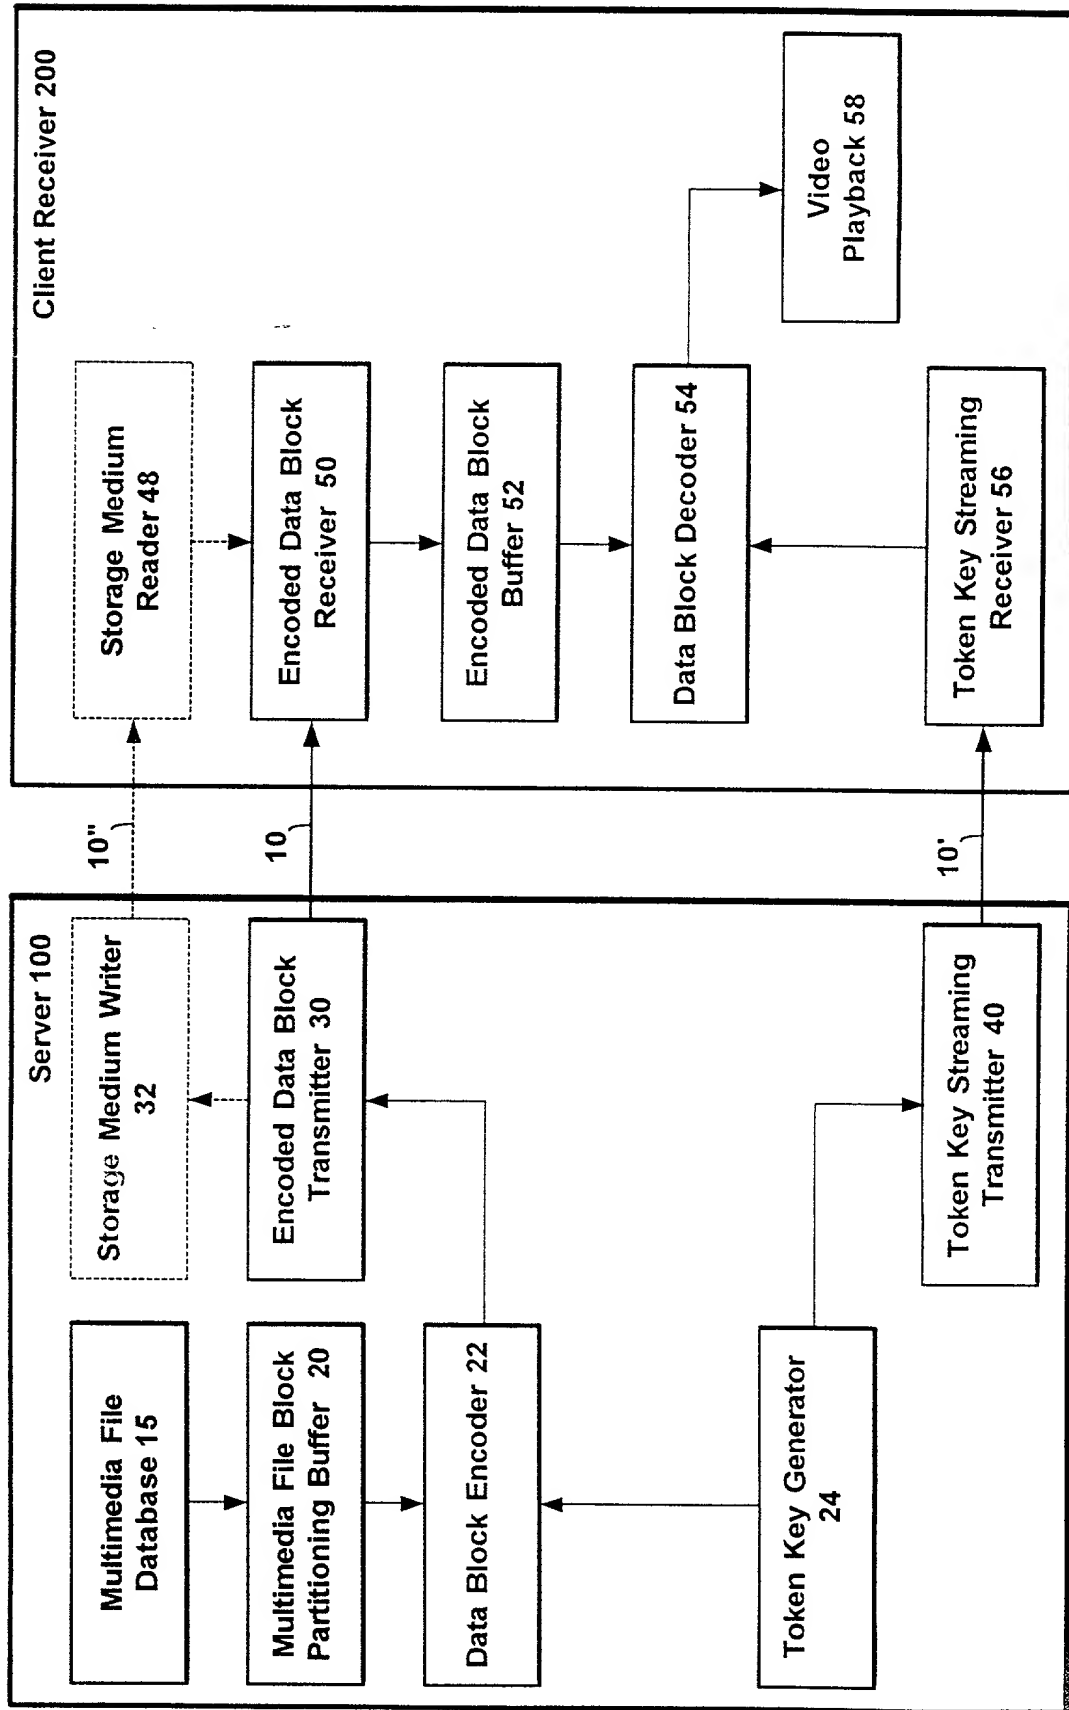 Server 100
Multimedia File
Database 15
Multimedia File Block
Partitioning Buffer 20
Data Block Encoder 22
Token Key Generator
24
Storage Medium Writer
32
Encoded Data Block
Transmitter 30
Token Key Streaming
Transmitter 40
10"
10
10'
Client Receiver 200
Storage Medium
Reader 48
Encoded Data Block
Receiver 50
Encoded Data Block
Buffer 52
Data Block Decoder 54
Token Key Streaming
Receiver 56
Video
Playback 58